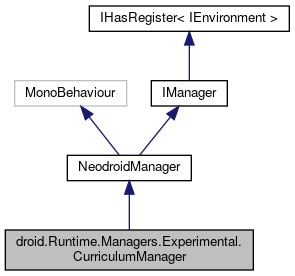 IHasRegister< IEnvironment >
MonoBehaviour
IManager
NeodroidManager
droid.Runtime.Managers.Experimental.
CurriculumManager